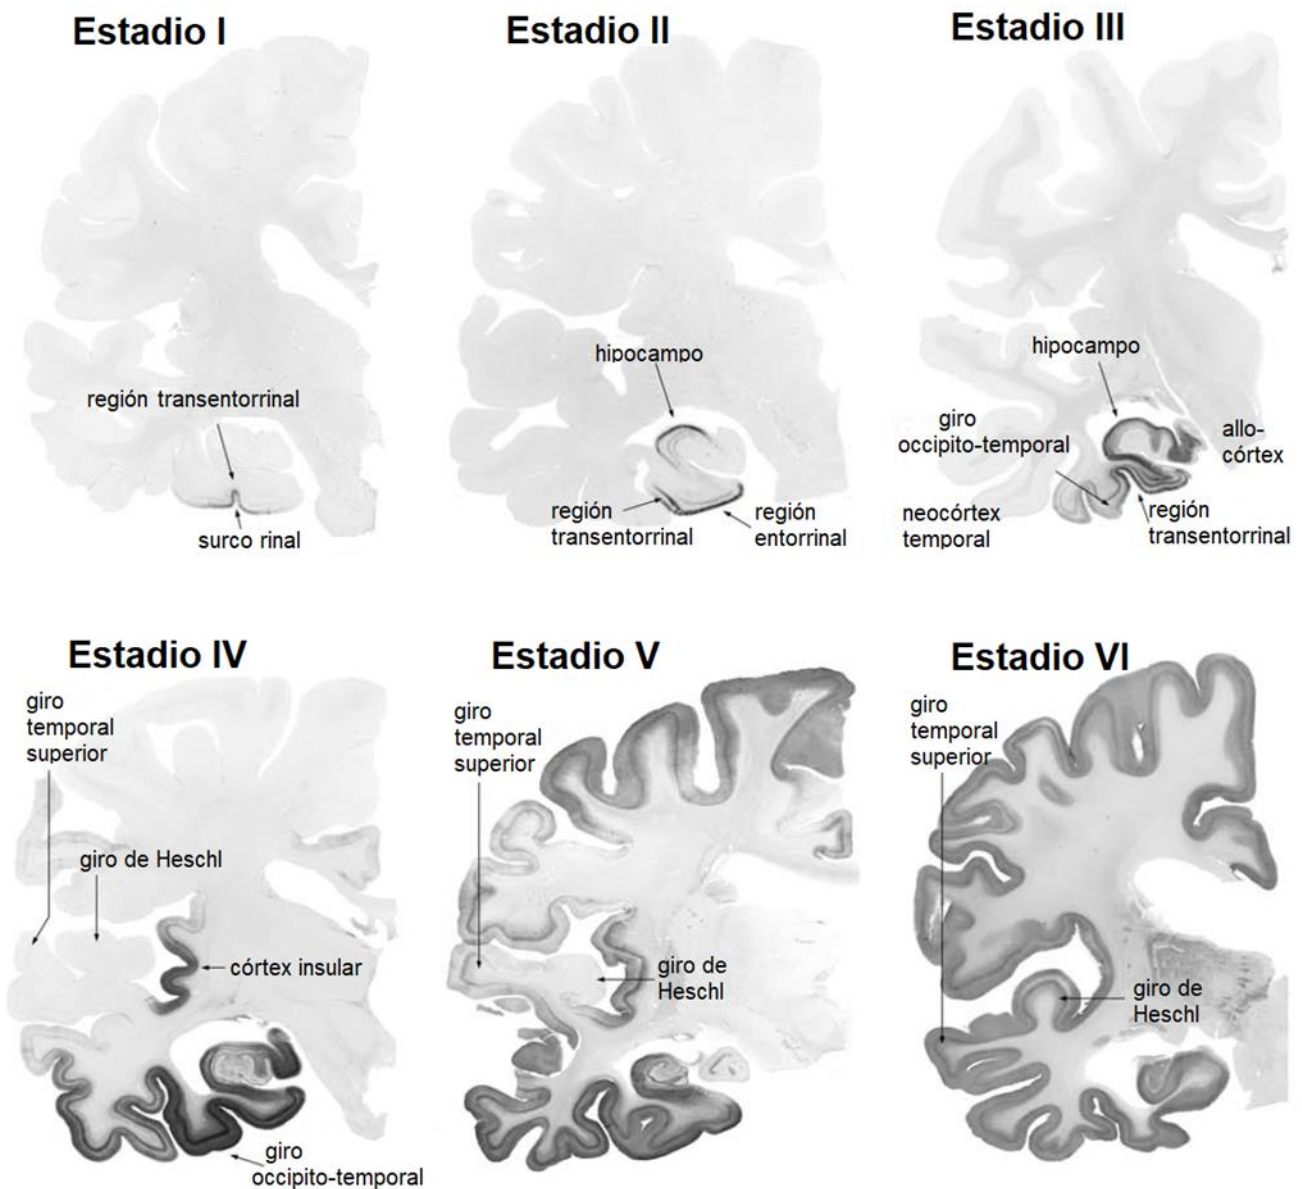 Estadio I
región transentorrinal
surco rinal
Estadio II
hipocampo
región
transentorrinal
región
entorrinal
Estadio III
hipocampo
giro
occipito-temporal
allo-
córtex
neocórtex
temporal
región
transentorrinal
Estadio IV
giro
temporal
superior
giro de Heschl
córtex insular
giro
occipito-temporal
Estadio V
giro
temporal
superior
giro de
Heschl
Estadio VI
giro
temporal
superior
giro de
Heschl